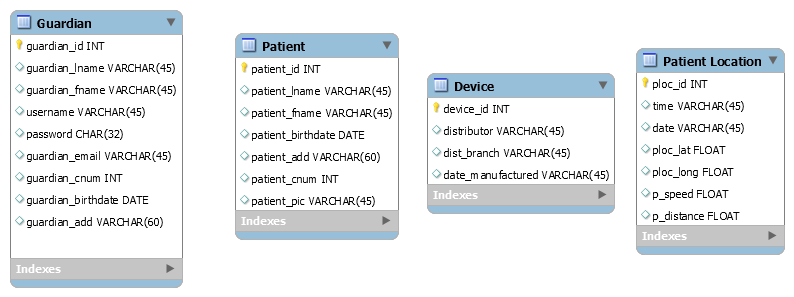 Guardian
guardian_id INT
guardian_lname VARCHAR(45)
guardian_fname VARCHAR(45)
username VARCHAR(45)
password CHAR(32)
guardian_email VARCHAR(45)
guardian_cnum INT
guardian_birthdate DATE
guardian_add VARCHAR(60)
Indexes
Patient
patient_id INT
patient_lname VARCHAR(45)
patient_fname VARCHAR(45)
patient_birthdate DATE
patient_add VARCHAR(60)
patient_cnum INT
patient_pic VARCHAR(45)
Indexes
Device
device_id INT
distributor VARCHAR(45)
dist_branch VARCHAR(45)
date_manufactured VARCHAR(45)
Indexes
Patient Location
ploc_id INT
time VARCHAR(45)
date VARCHAR(45)
ploc_lat FLOAT
ploc_long FLOAT
p_speed FLOAT
p_distance FLOAT
Indexes